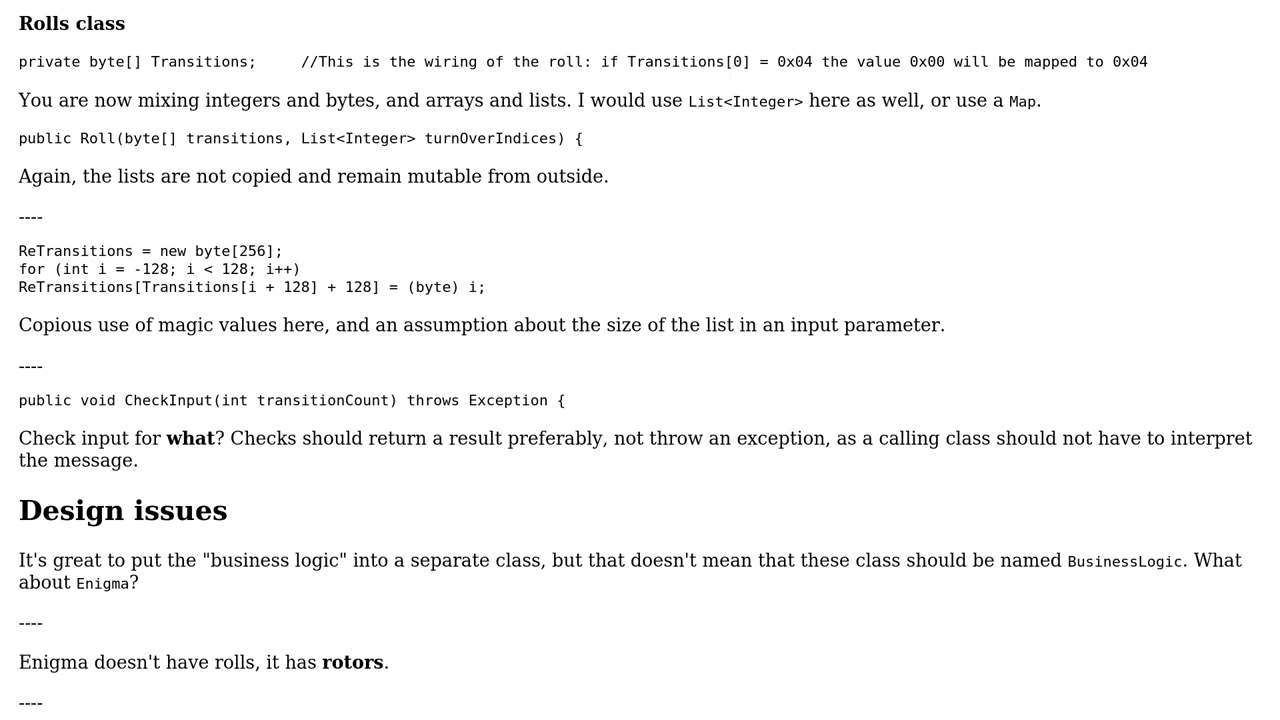 Rolls class
private byte[] Transitions;     //This is the wiring of the roll: if Transitions[0] = 0x04 the value 0x00 will be mapped to 0x04
You are now mixing integers and bytes, and arrays and lists. I would use List<Integer> here as well, or use a Map.
public Roll(byte[] transitions, List<Integer> turnOverIndices) {
Again, the lists are not copied and remain mutable from outside.
----
ReTransitions = new byte[256];
for (int i = -128; i < 128; i++)
ReTransitions[Transitions[i + 128] + 128] = (byte) i;
Copious use of magic values here, and an assumption about the size of the list in an input parameter.
----
public void CheckInput(int transitionCount) throws Exception {
Check input for what? Checks should return a result preferably, not throw an exception, as a calling class should not have to interpret
the message.
Design issues
It's great to put the "business logic" into a separate class, but that doesn't mean that these class should be named BusinessLogic. What
about Enigma?
----
Enigma doesn't have rolls, it has rotors.
----